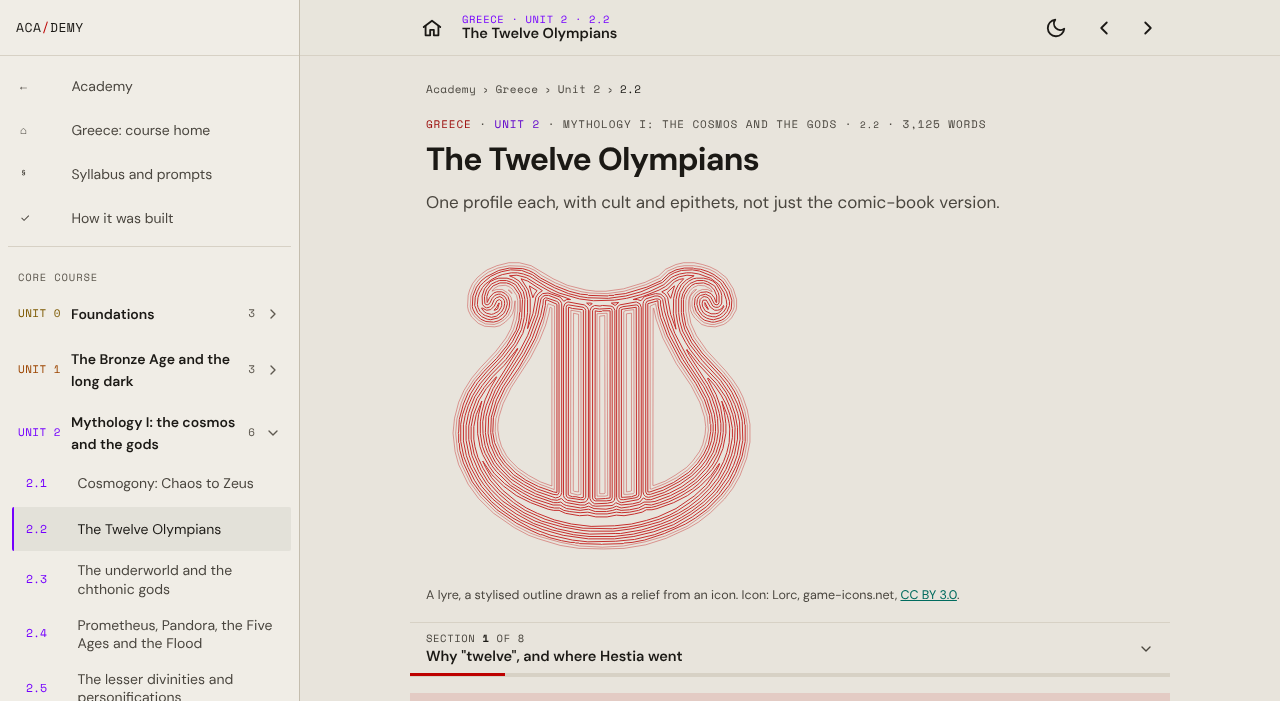 ACA/DEMY
← Academy
⌂ Greece: course home
§ Syllabus and prompts
✓ How it was built
CORE COURSE
UNIT 0 Foundations 3
UNIT 1 The Bronze Age and the long dark 3
UNIT 2 Mythology I: the cosmos and the gods 6
2.1 Cosmogony: Chaos to Zeus
2.2 The Twelve Olympians
2.3 The underworld and the chthonic gods
2.4 Prometheus, Pandora, the Five Ages and the Flood
2.5 The lesser divinities and personifications
GREECE · UNIT 2 · 2.2
The Twelve Olympians
Academy › Greece › Unit 2 › 2.2
GREECE · UNIT 2 · MYTHOLOGY I: THE COSMOS AND THE GODS · 2.2 · 3,125 WORDS
The Twelve Olympians
One profile each, with cult and epithets, not just the comic-book version.
A lyre, a stylised outline drawn as a relief from an icon. Icon: Lorc, game-icons.net, CC BY 3.0.
SECTION 1 OF 8
Why "twelve", and where Hestia went